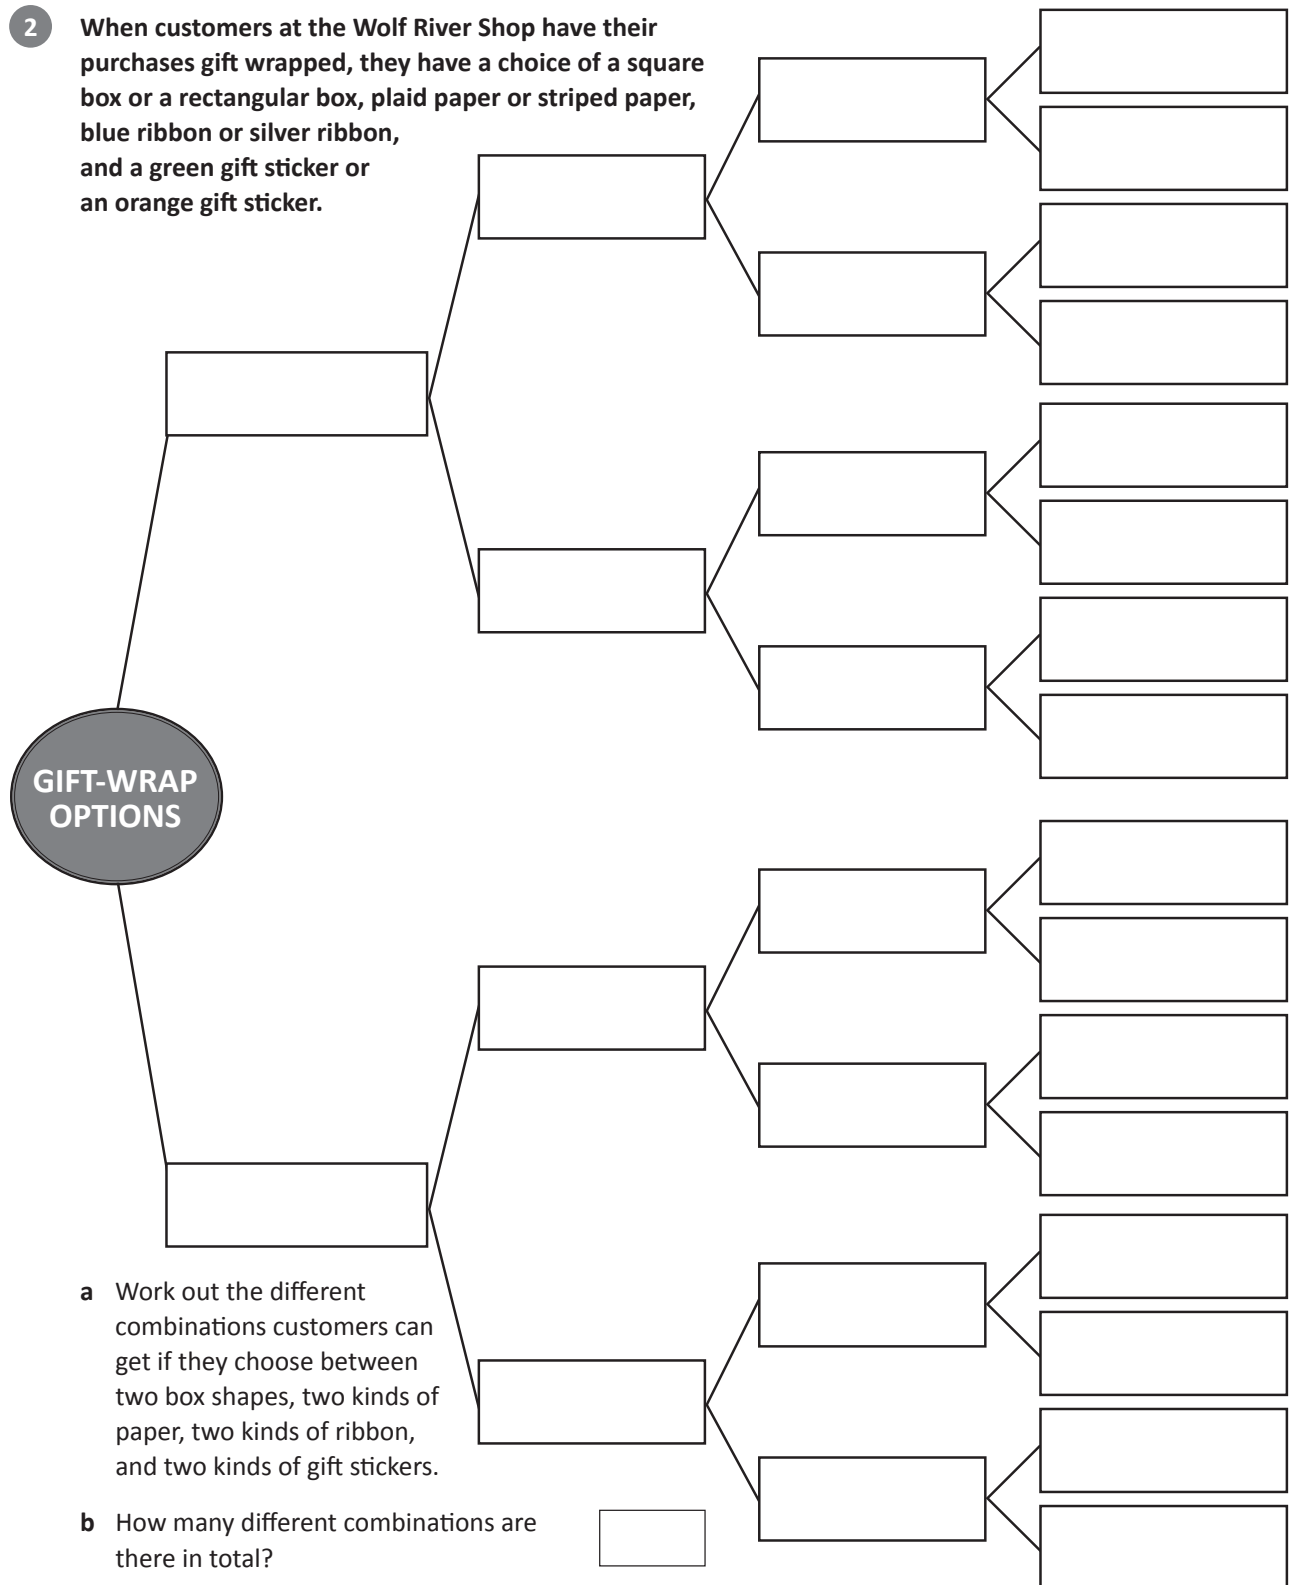 2 When customers at the Wolf River Shop have their
purchases gift wrapped, they have a choice of a square
box or a rectangular box, plaid paper or striped paper,
blue ribbon or silver ribbon,
and a green gift sticker or
an orange gift sticker.
GIFT-WRAP
OPTIONS
a Work out the different
combinations customers can
get if they choose between
two box shapes, two kinds of
paper, two kinds of ribbon,
and two kinds of gift stickers.
b How many different combinations are
there in total?